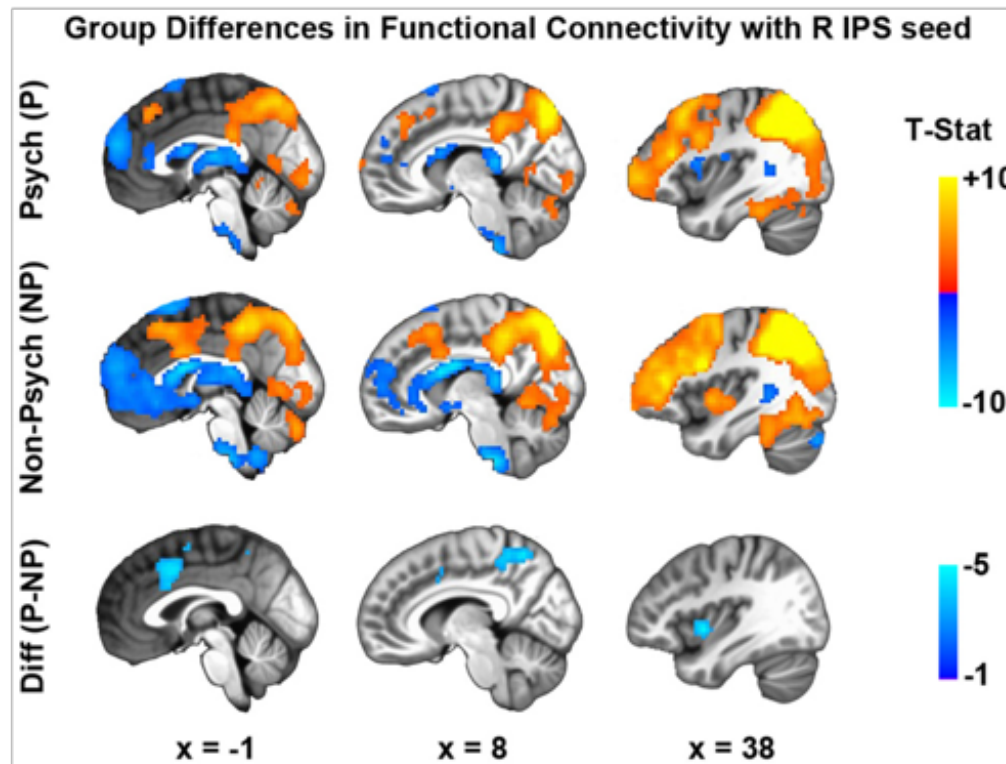 Group Differences in Functional Connectivity with R IPS seed
Psych (P)
T-Stat
+10
-10
Non-Psych (NP)
Diff (P-NP)
-5
-1
x = -1
x = 8
x = 38